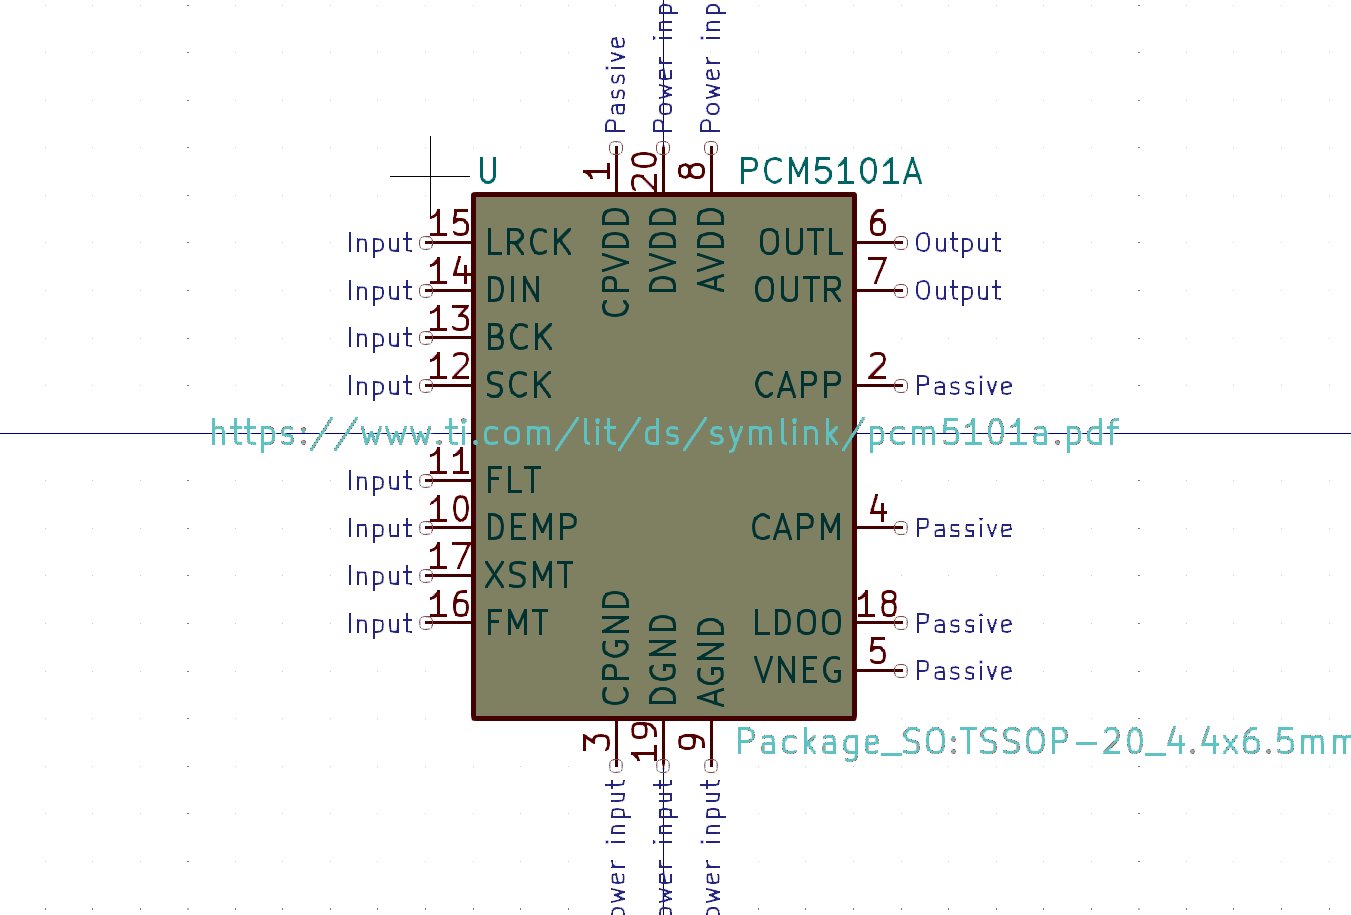 Passive
Power inp
Power inp
1
20
8
U
PCM5101A
CPVDD
DVDD
AVDD
Input 15 LRCK
OUTL 6 Output
Input 14 DIN
OUTR 7 Output
Input 13 BCK
Input 12 SCK
CAPP 2 Passive
https://www.ti.com/lit/ds/symlink/pcm5101a.pdf
Input 11 FLT
Input 10 DEMP
CAPM 4 Passive
Input 17 XSMT
Input 16 FMT
LDOO 18 Passive
VNEG 5 Passive
CPGND
DGND
AGND
3
19
9
Package_SO:TSSOP-20_4.4x6.5mm
ower input
ower input
ower input